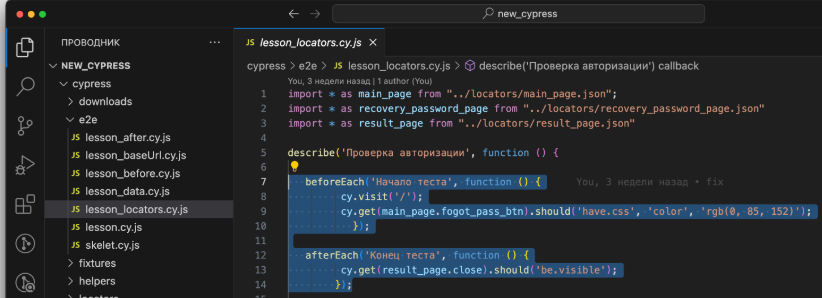 new_cypress
ПРОВОДНИК
JS lesson_locators.cy.js
NEW_CYPRESS
cypress
downloads
e2e
JS lesson_after.cy.js
JS lesson_baseUrl.cy.js
JS lesson_before.cy.js
JS lesson_data.cy.js
JS lesson_locators.cy.js
JS lesson.cy.js
JS skelet.cy.js
fixtures
helpers
cypress > e2e > JS lesson_locators.cy.js > describe('Проверка авторизации') callback
You, 3 недели назад | 1 author (You)
1 import * as main_page from "../locators/main_page.json";
2 import * as recovery_password_page from "../locators/recovery_password_page.json"
3 import * as result_page from "../locators/result_page.json"
4
5 describe('Проверка авторизации', function () {
6
7 beforeEach('Начало теста', function () { You, 3 недели назад • fix
8 cy.visit('/');
9 cy.get(main_page.fogot_pass_btn).should('have.css', 'color', 'rgb(0, 85, 152)');
10 });
11
12 afterEach('Конец теста', function () {
13 cy.get(result_page.close).should('be.visible');
14 });